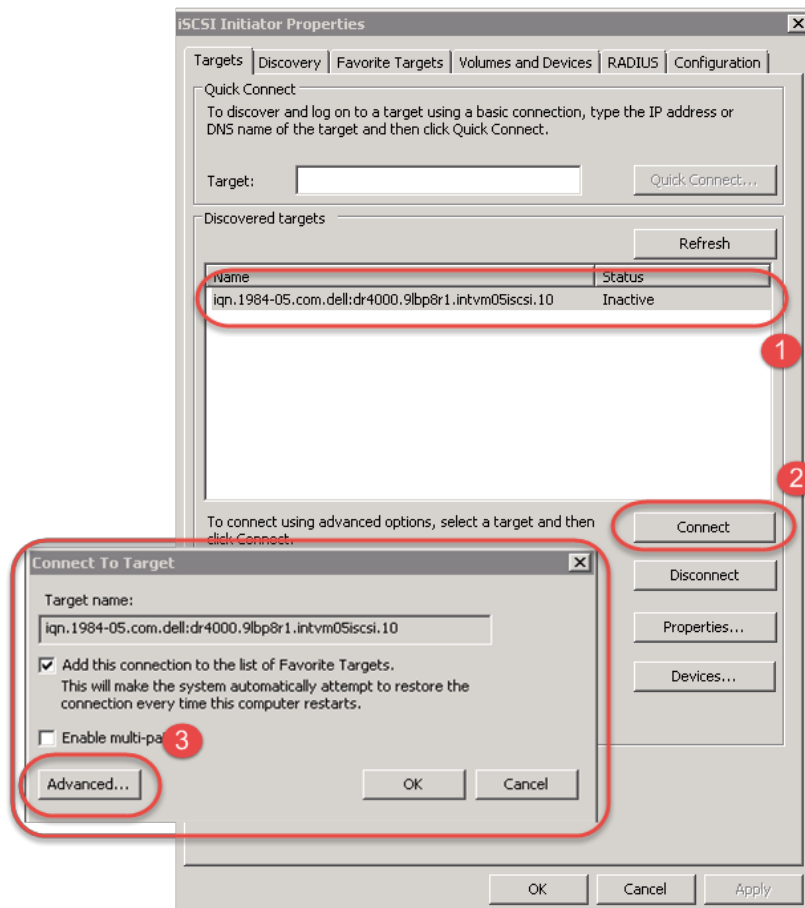 iSCSI Initiator Properties
Targets Discovery Favorite Targets Volumes and Devices RADIUS Configuration
Quick Connect
To discover and log on to a target using a basic connection, type the IP address or
DNS name of the target and then click Quick Connect.
Target:
Quick Connect...
Discovered targets
Refresh
Name Status
iqn.1984-05.com.dell:dr4000.9lbp8r1.intvm05iscsi.10 Inactive
1
2
To connect using advanced options, select a target and then
click Connect.
Connect
Disconnect
Properties...
Devices...
Connect To Target
Target name:
iqn.1984-05.com.dell:dr4000.9lbp8r1.intvm05iscsi.10
Add this connection to the list of Favorite Targets.
This will make the system automatically attempt to restore the
connection every time this computer restarts.
Enable multi-pa
3
Advanced...
OK Cancel
OK Cancel Apply